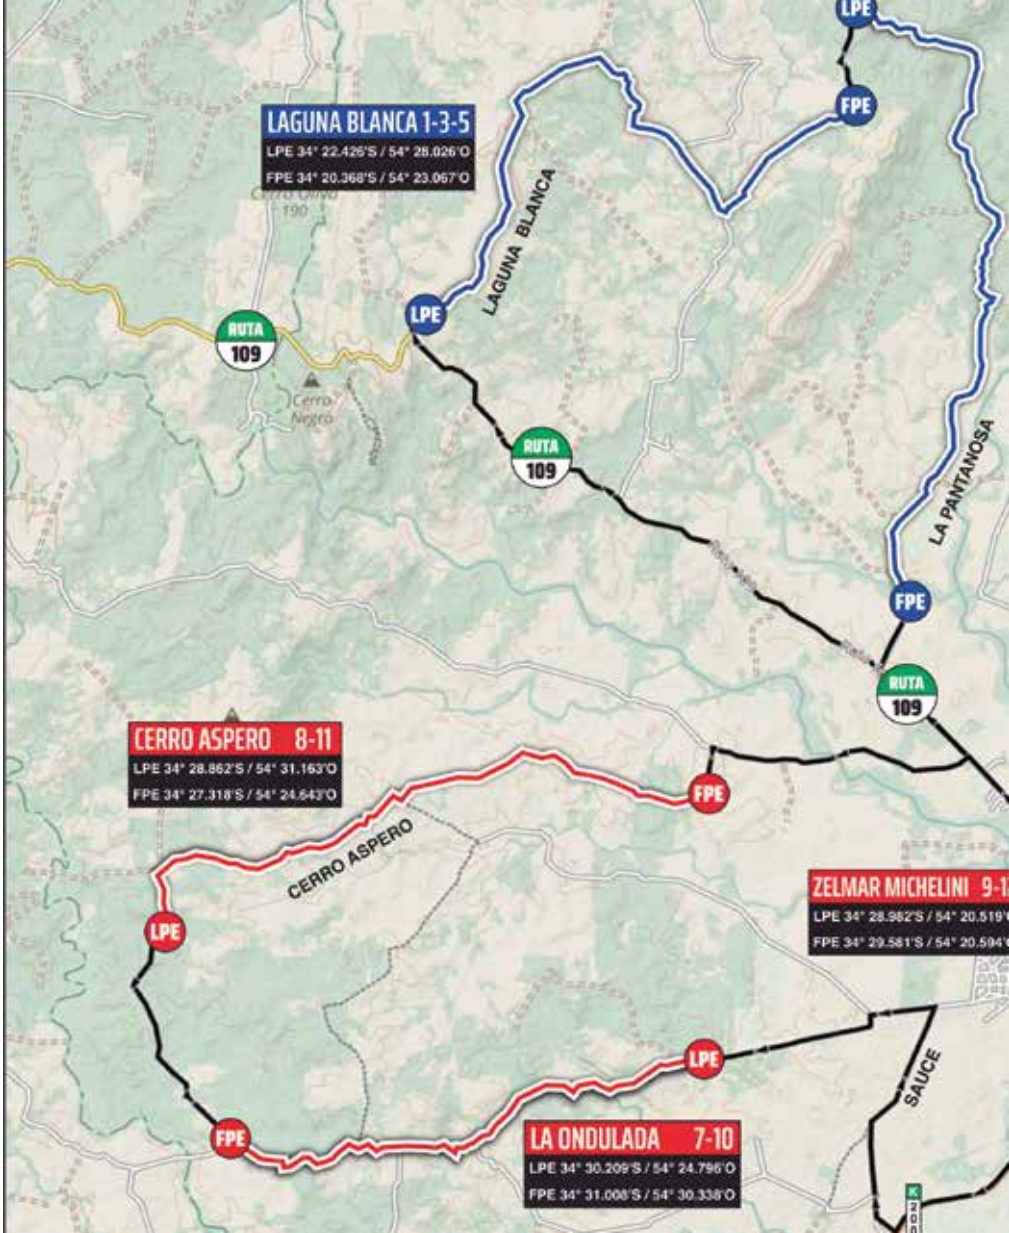 LPE
FPE
LAGUNA BLANCA 1-3-5
LPE 34° 22.426'S / 54° 28.026'O
FPE 34° 20.368'S / 54° 23.067'O
190
LAGUNA BLANCA
LPE
RUTA
109
Cerro
Negro
RUTA
109
LA PANTANOSA
FPE
RUTA
109
CERRO ASPERO 8-11
LPE 34° 28.862'S / 54° 31.163'O
FPE 34° 27.318'S / 54° 24.643'O
FPE
CERRO ASPERO
ZELMAR MICHELINI 9-1
LPE 34° 28.982'S / 54° 20.519'
FPE 34° 29.581'S / 54° 20.594'
LPE
LPE
SAUCE
FPE
LA ONDULADA 7-10
LPE 34° 30.209'S / 54° 24.796'O
FPE 34° 31.008'S / 54° 30.338'O
K
200